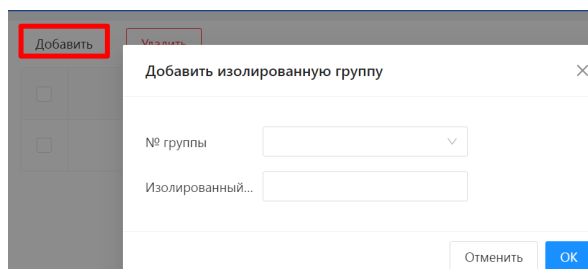 Добавить
Удалить
Добавить изолированную группу
№ группы
Изолированный...
Отменить
OK